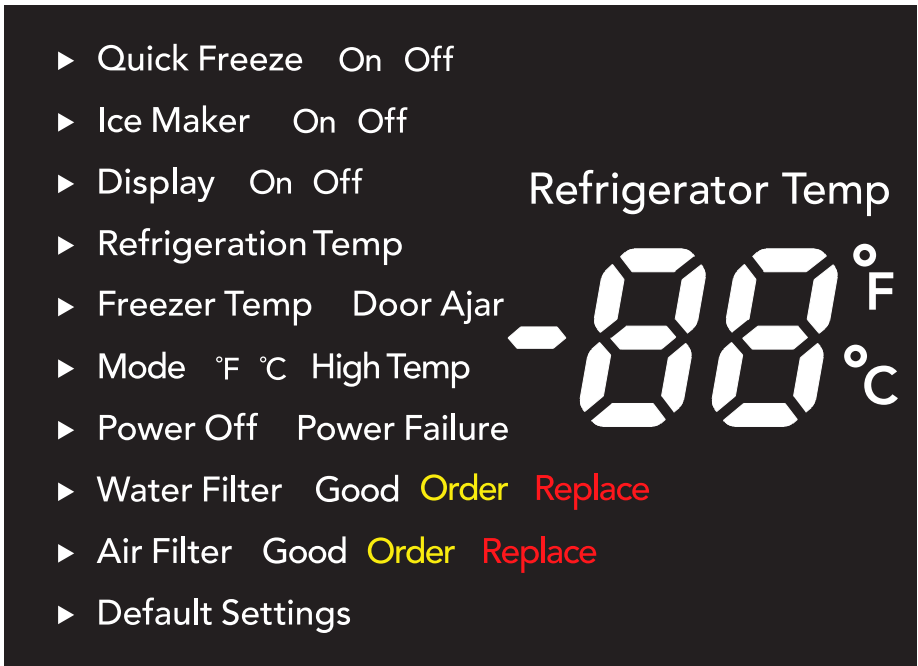 ▶ Quick Freeze On Off
▶ Ice Maker On Off
▶ Display On Off
Refrigerator Temp
▶ Refrigeration Temp
▶ Freezer Temp Door Ajar
-88 °F °C
▶ Mode °F °C High Temp
▶ Power Off Power Failure
▶ Water Filter Good Order Replace
▶ Air Filter Good Order Replace
▶ Default Settings